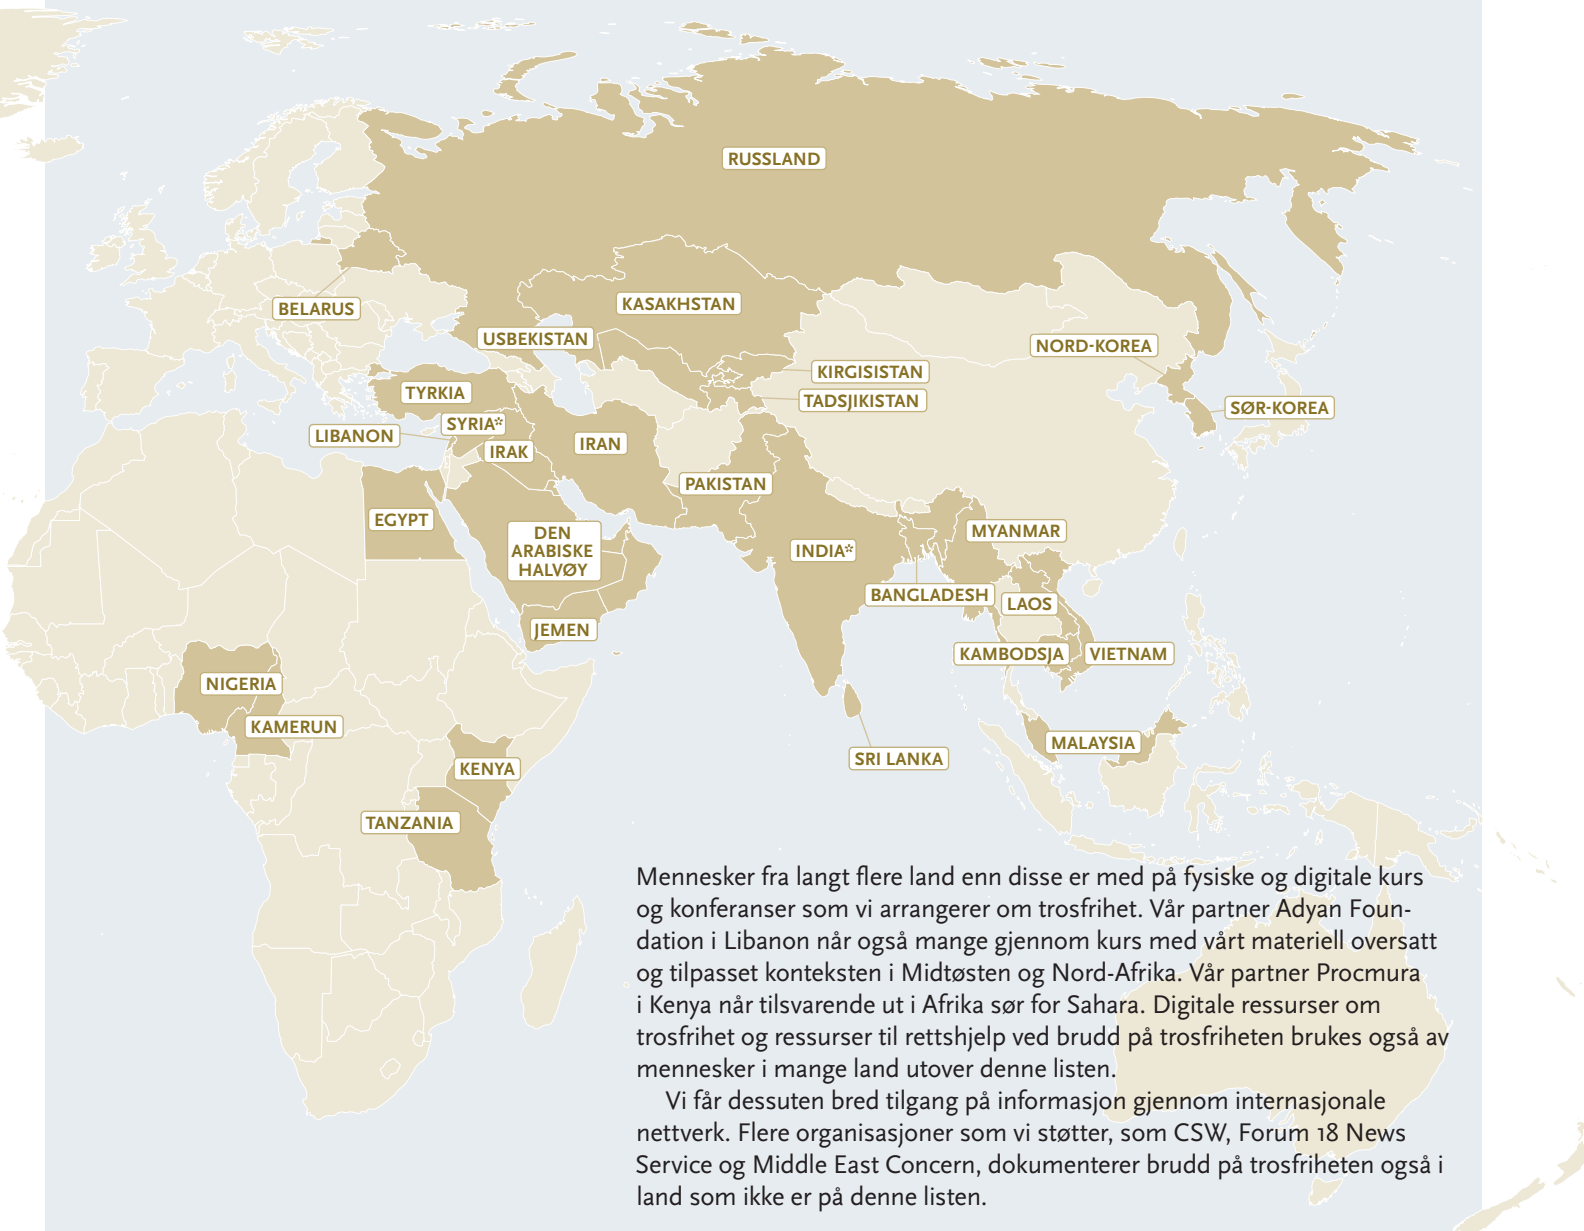 RUSSLAND
BELARUS
KASAKHSTAN
USBEKISTAN
NORD-KOREA
KIRGISISTAN
TYRKIA
TADSJIKISTAN
SØR-KOREA
SYRIA*
LIBANON
IRAN
IRAK
PAKISTAN
EGYPT
DEN
ARABISKE
HALVØY
MYANMAR
INDIA*
BANGLADESH
LAOS
JEMEN
KAMBODSJA
VIETNAM
NIGERIA
KAMERUN
MALAYSIA
SRI LANKA
KENYA
TANZANIA
Mennesker fra langt flere land enn disse er med på fysiske og digitale kurs
og konferanser som vi arrangerer om trosfrihet. Vår partner Adyan Foun-
dation i Libanon når også mange gjennom kurs med vårt materiell oversatt
og tilpasset konteksten i Midtøsten og Nord-Afrika. Vår partner Procmura
i Kenya når tilsvarende ut i Afrika sør for Sahara. Digitale ressurser om
trosfrihet og ressurser til rettshjelp ved brudd på trosfriheten brukes også av
mennesker i mange land utover denne listen.
Vi får dessuten bred tilgang på informasjon gjennom internasjonale
nettverk. Flere organisasjoner som vi støtter, som CSW, Forum 18 News
Service og Middle East Concern, dokumenterer brudd på trosfriheten også i
land som ikke er på denne listen.